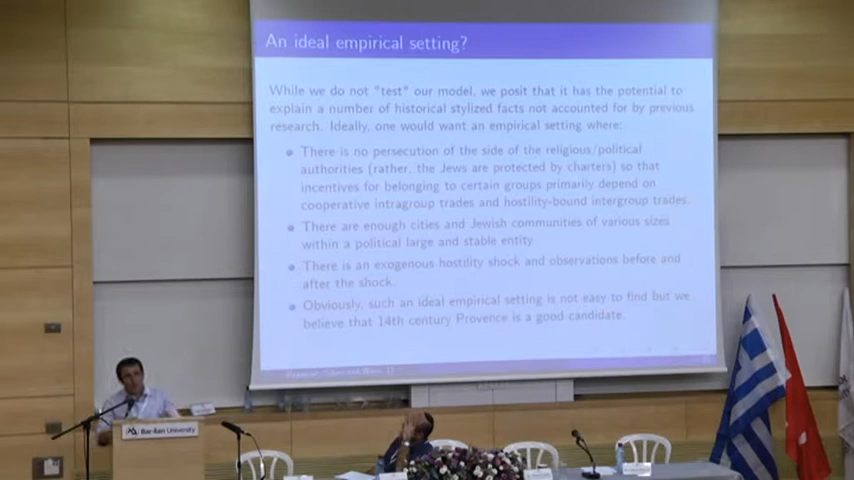 An ideal empirical setting?
While we do not "test" our model, we posit that it has the potential to
explain a number of historical stylized facts not accounted for by previous
research. Ideally, one would want an empirical setting where:
There is no persecution of the side of the religious/political
authorities (rather, the Jews are protected by charters) so that
incentives for belonging to certain groups primarily depend on
cooperative intragroup trades and hostility-bound intergroup trades.
There are enough cities and Jewish communities of various sizes
within a political large and stable entity
There is an exogenous hostility shock and observations before and
after the shock.
Obviously, such an ideal empirical setting is not easy to find but we
believe that 14th century Provence is a good candidate.
Bar-Ilan University